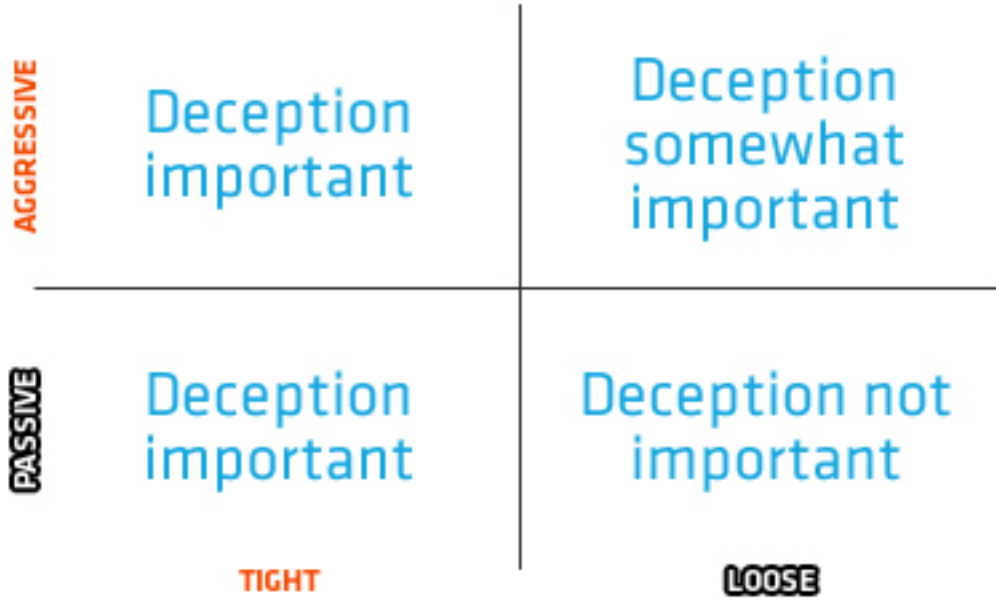 AGGRESSIVE
Deception
important
Deception
somewhat
important
PASSIVE
Deception
important
Deception not
important
TIGHT
LOOSE